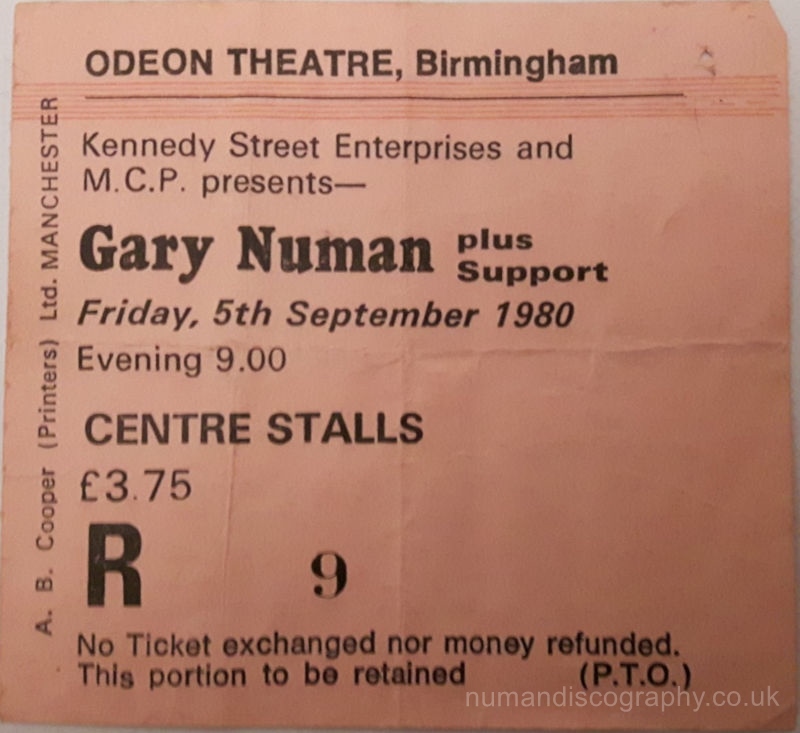 ODEON THEATRE, Birmingham
Kennedy Street Enterprises and
M.C.P. presents—
Gary Numan plus Support
Friday, 5th September 1980
Evening 9.00
CENTRE STALLS
£3.75
R 9
No Ticket exchanged nor money refunded.
This portion to be retained (P.T.O.)
A. B. Cooper (Printers) Ltd. MANCHESTER
numandiscography.co.uk